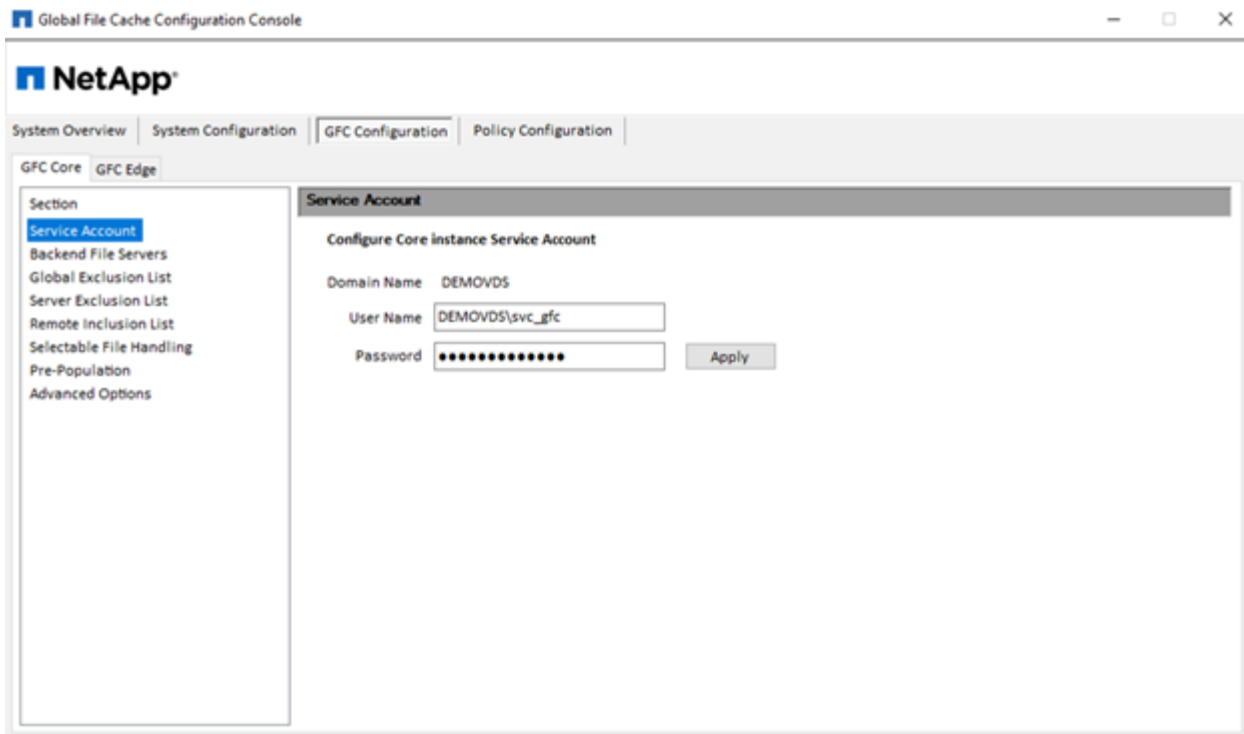 Global File Cache Configuration Console
NetApp
System Overview System Configuration GFC Configuration Policy Configuration
GFC Core GFC Edge
Section
Service Account
Backend File Servers
Global Exclusion List
Server Exclusion List
Remote Inclusion List
Selectable File Handling
Pre-Population
Advanced Options
Service Account
Configure Core instance Service Account
Domain Name DEMOVDS
User Name DEMOVDS\svc_gfc
Password ●●●●●●●●●●●●● Apply